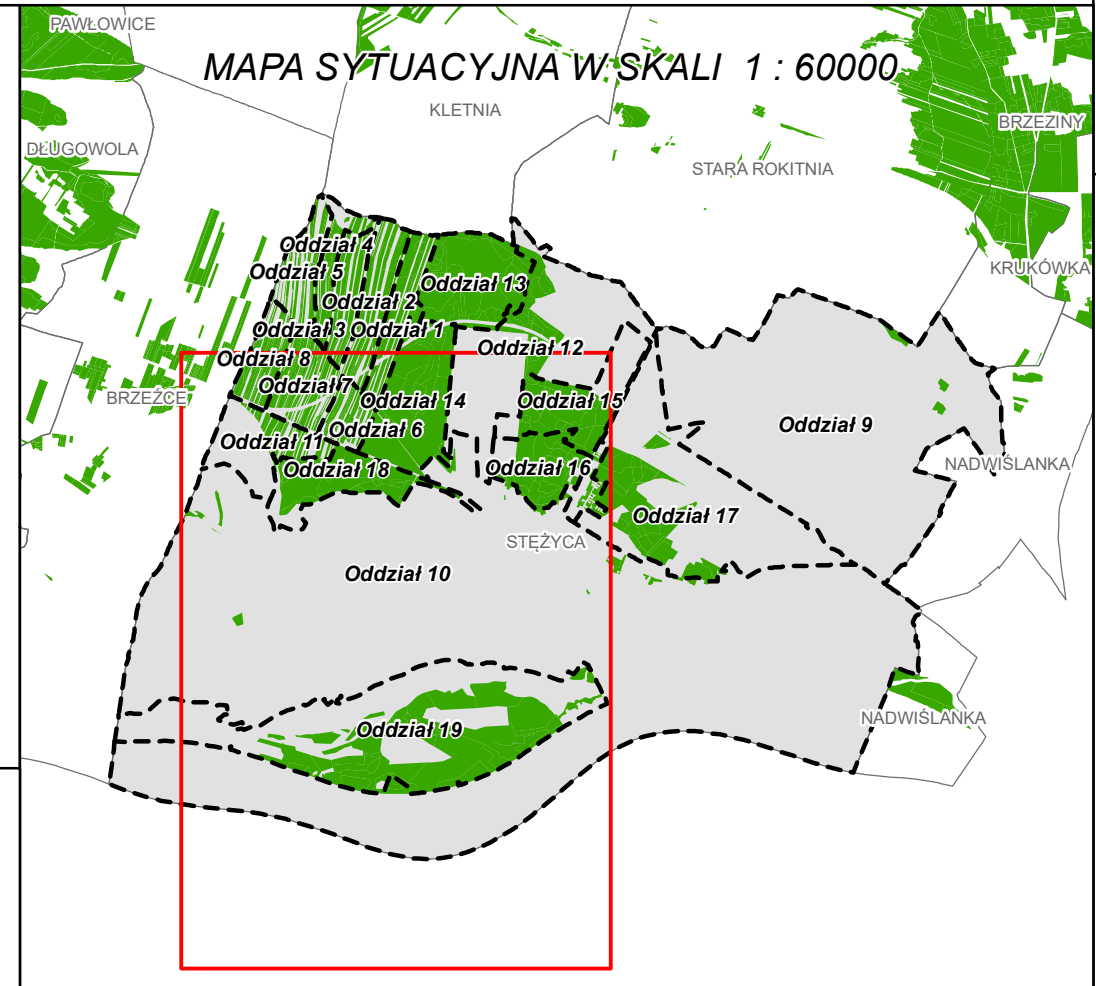 PAWŁOWICE
MAPA SYTUACYJNA W SKALI 1 : 60000
KLETNIA
BRZEZINY
DŁUGOWOLA
STARA ROKITNIA
Oddział 4
Oddział 5
KRUKÓWKA
Oddział 13
Oddział 2
Oddział 3
Oddział 1
Oddział 12
Oddział 8
Oddział 7
BRZEŹCE
Oddział 14
Oddział 15
Oddział 9
Oddział 6
Oddział 11
Oddział 18
Oddział 16
NADWIŚLANKA
Oddział 17
STĘŻYCA
Oddział 10
NADWIŚLANKA
Oddział 19